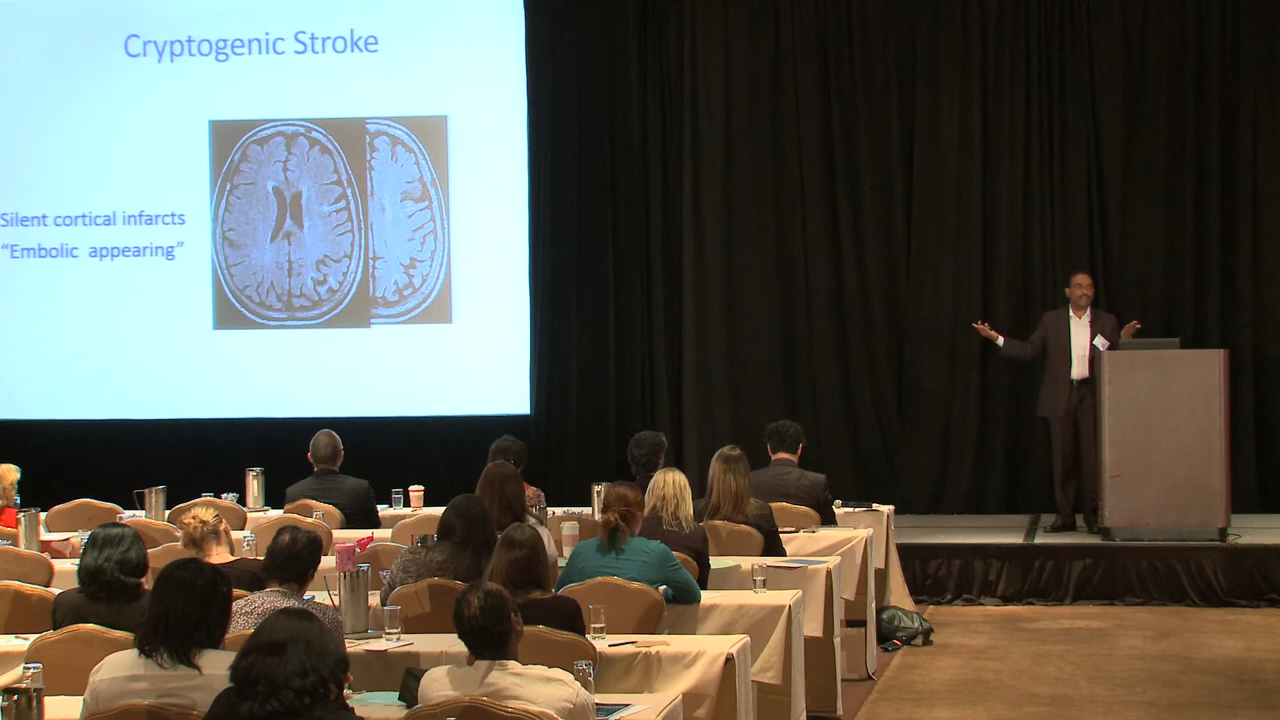 Cryptogenic Stroke
Silent cortical infarcts
“Embolic appearing”